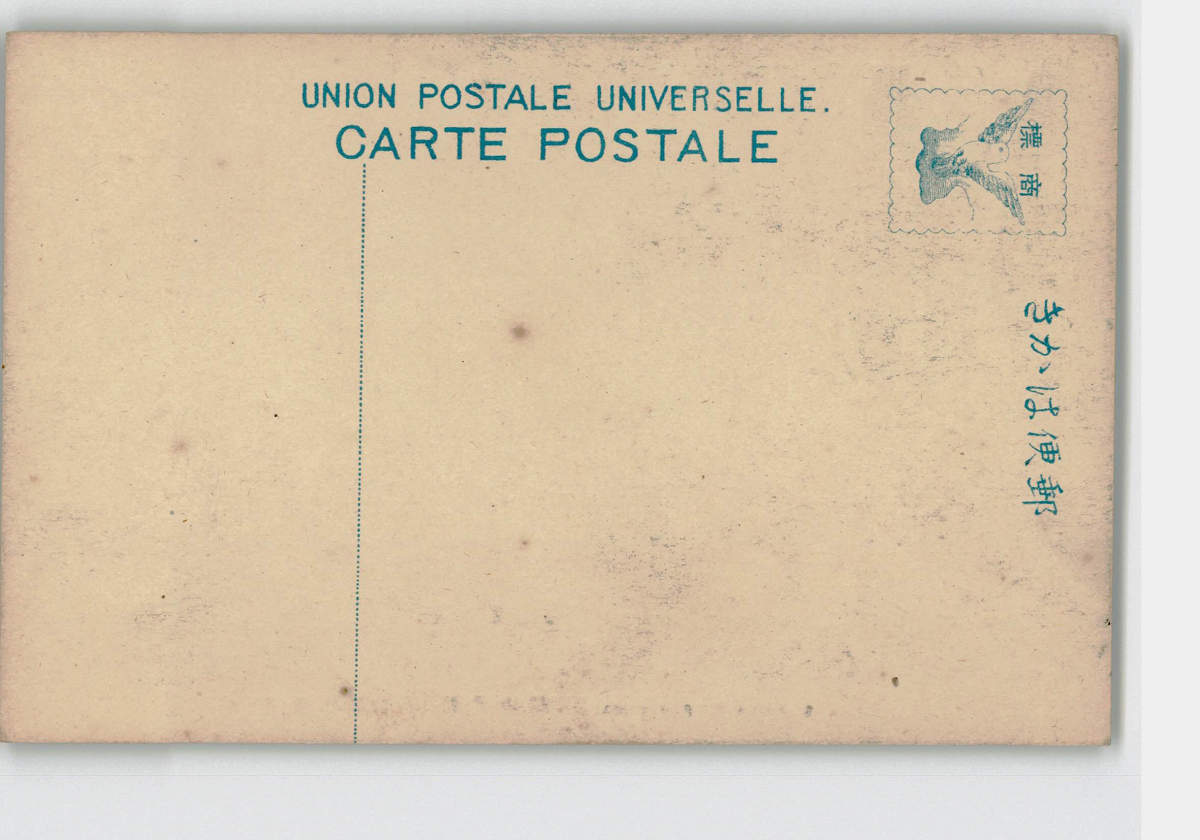 UNION POSTALE UNIVERSELLE.
CARTE POSTALE
商標
郵便はかき